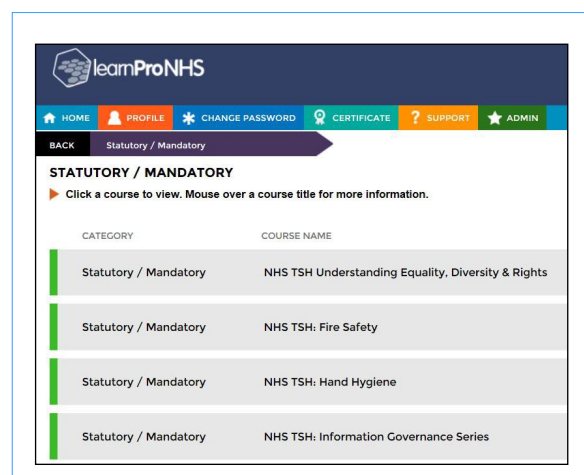 learnProNHS
HOME PROFILE CHANGE PASSWORD CERTIFICATE ? SUPPORT ADMIN
BACK Statutory / Mandatory
STATUTORY / MANDATORY
Click a course to view. Mouse over a course title for more information.
CATEGORY COURSE NAME
Statutory / Mandatory NHS TSH Understanding Equality, Diversity & Rights
Statutory / Mandatory NHS TSH: Fire Safety
Statutory / Mandatory NHS TSH: Hand Hygiene
Statutory / Mandatory NHS TSH: Information Governance Series